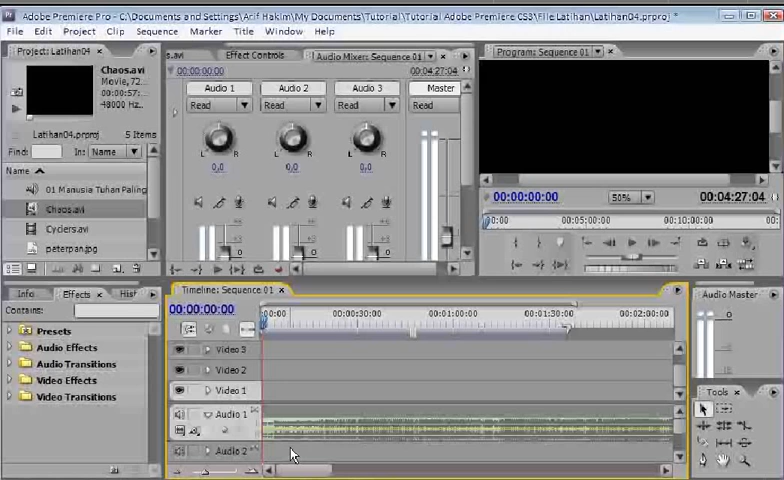 Adobe Premiere Pro - C:\Documents and Settings\Arif Hakim\My Documents\Tutorial\Tutorial Adobe Premiere CS3\File Latihan\Latihan04.prproj *
File Edit Project Clip Sequence Marker Title Window Help
Project: Latihan04
Chaos.avi
Movie, 72...
00:00:57:
48000 Hz..
Latihan04.prproj 5 Items
Find: In: Name
Name
01 Manusia Tuhan Paling
Chaos.avi
Cyclers.avi
peterpan.jpg
s.avi Effect Controls Audio Mixer: Sequence 01
00:00:00:00 00:04:27:04
Audio 1 Audio 2 Audio 3 Master
Read Read Read Read
L R L R L R
0,0 0,0 0,0
Program: Sequence 01
00:00:00:00 50% 00:04:27:04
00:00 00:05:00:00 00:10:00:00
Info Effects Hist
Contains:
Presets
Audio Effects
Audio Transitions
Video Effects
Video Transitions
Timeline: Sequence 01
00:00:00:00
:00:00 00:00:30:00 00:01:00:00 00:01:30:00 00:02:00:00
Video 3
Video 2
Video 1
Audio 1
Audio 2
Audio Master
0
Tools